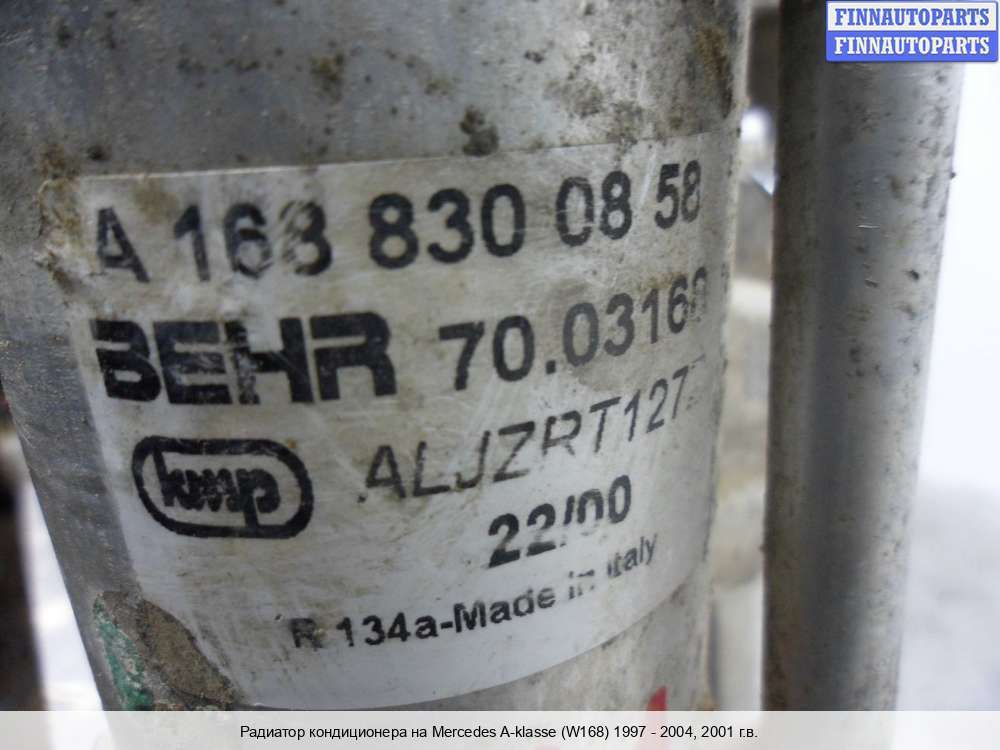 FINNAUTOPARTS
FINNAUTOPARTS
A 168 830 08 58
BEHR 70.03160
kmp
ALJZRT127
22/00
R 134a-Made in Italy
Радиатор кондиционера на Mercedes A-klasse (W168) 1997 - 2004, 2001 г.в.